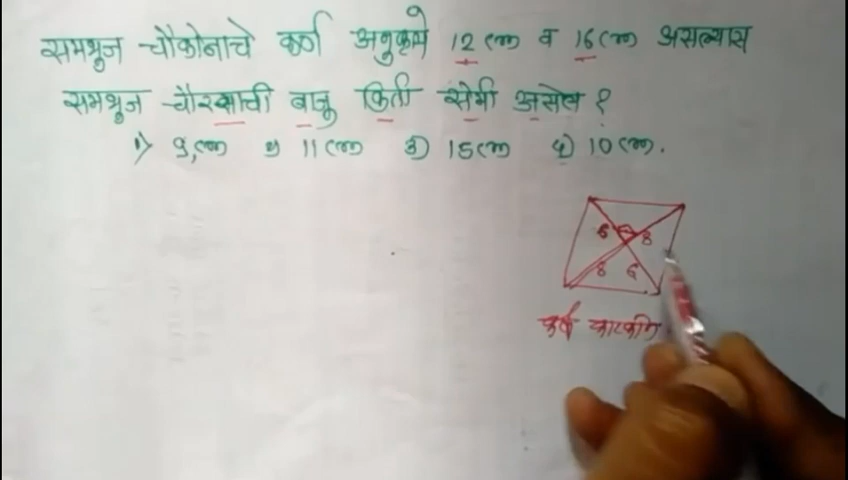 समभुज चौकोनाचे कर्ण अनुक्रमे 12 cm व 16 cm असल्यास
समभुज चौरसाची बाजु किती सेमी असेल ?
1) 9 cm 2) 11 cm 3) 15 cm 4) 10 cm.
6 8
8 6
कर्ण काटकोनात